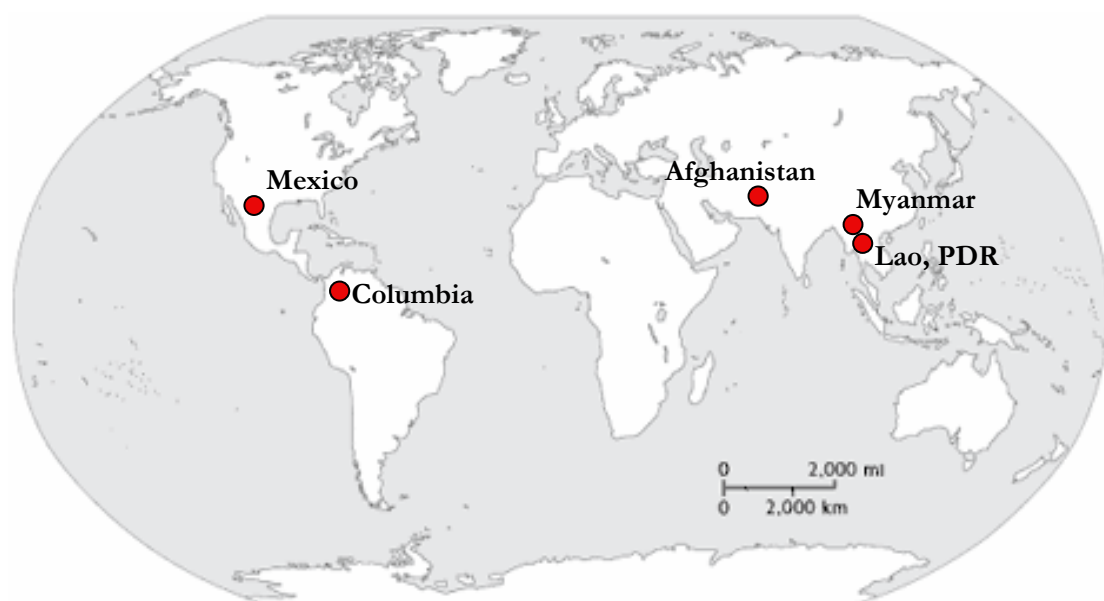 Mexico
Afghanistan
Myanmar
Lao, PDR
Columbia
0 2,000 mi
0 2,000 km